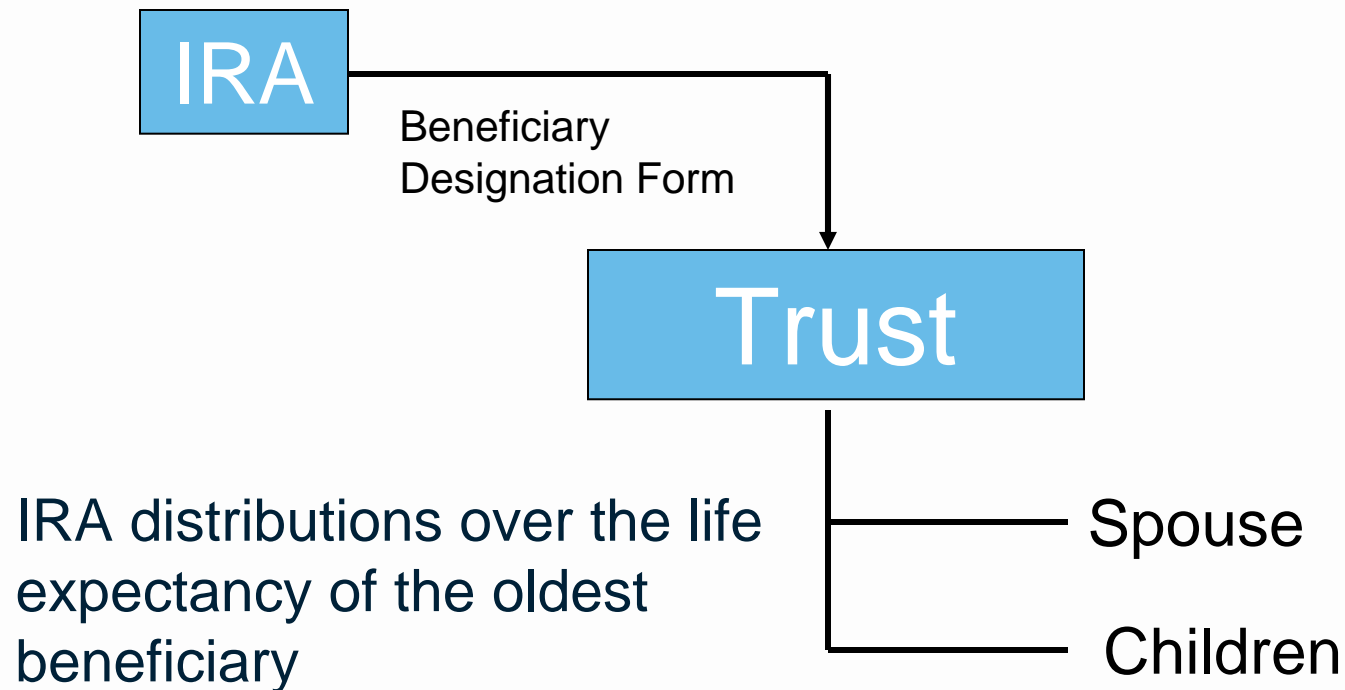 IRA
Beneficiary
Designation Form
Trust
IRA distributions over the life
expectancy of the oldest
beneficiary
Spouse
Children